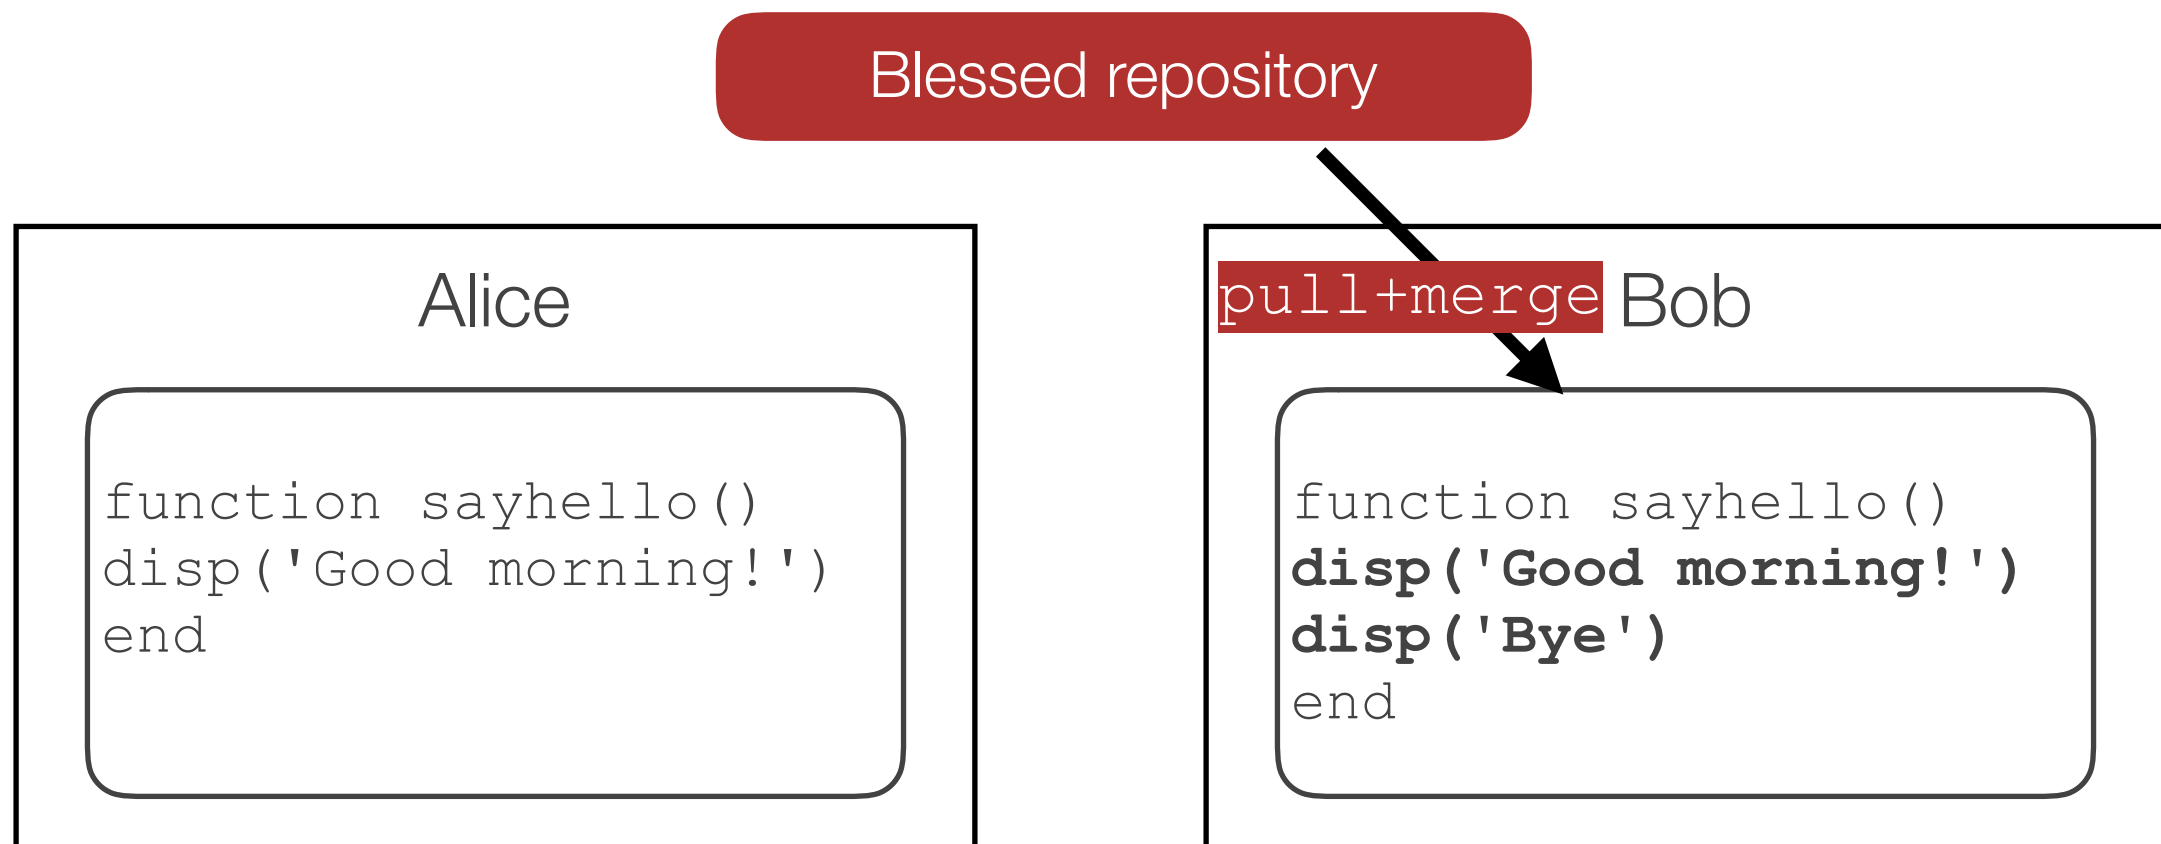 Blessed repository
Alice
function sayhello()
disp('Good morning!')
end
pull+merge
Bob
function sayhello()
disp('Good morning!')
disp('Bye')
end